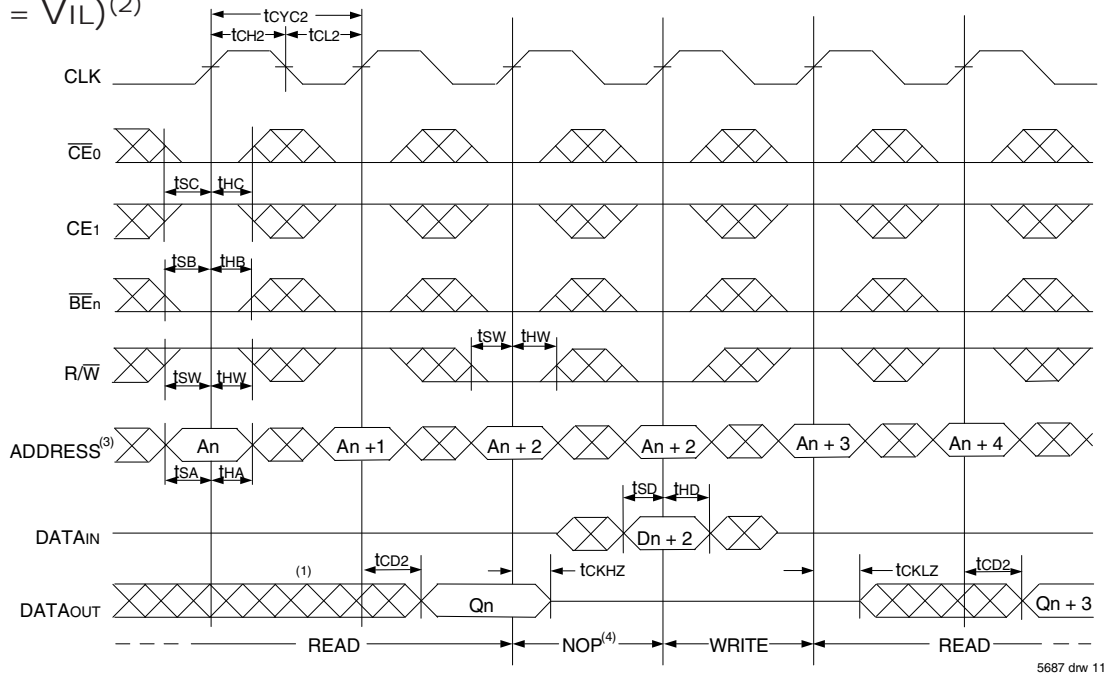 = VIL)(2)
tCYC2
tCH2 tCL2
CLK
CE0
tSC tHC
CE1
tSB tHB
BEn
tSW tHW
R/W
tSW tHW
ADDRESS(3) An An +1 An + 2 An + 2 An + 3 An + 4
tSA tHA
tSD tHD
DATAIN Dn + 2
tCD2 tCKHZ tCKLZ tCD2
(1)
DATAOUT Qn Qn + 3
READ NOP(4) WRITE READ
5687 drw 11